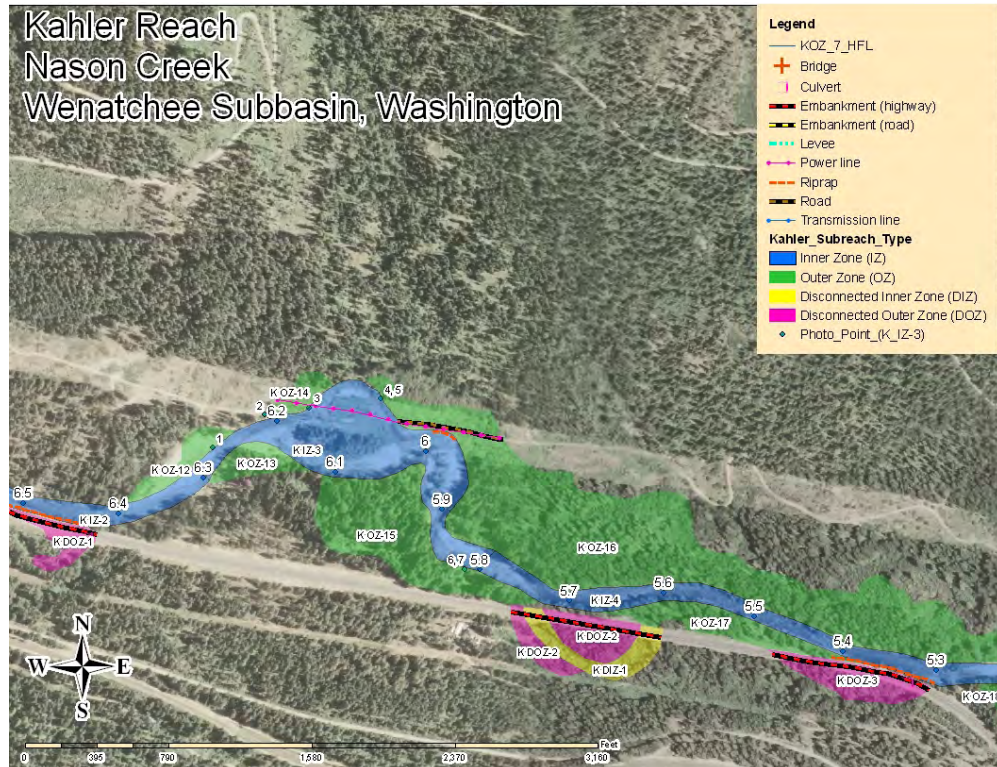 Kahler Reach
Nason Creek
Wenatchee Subbasin, Washington
Legend
KOZ_7_HFL
Bridge
Culvert
Embankment (highway)
Embankment (road)
Levee
Power line
Riprap
Road
Transmission line
Kahler_Subreach_Type
Inner Zone (IZ)
Outer Zone (OZ)
Disconnected Inner Zone (DIZ)
Disconnected Outer Zone (DOZ)
Photo_Point_(K_IZ-3)
K OZ-14
4,5
3
2
6.2
1
K IZ-3
6
K OZ-12
K OZ-13
6.3
6.1
6.5
6.4
5.9
K IZ-2
K DOZ-1
K OZ-15
K OZ-16
6,7
5.8
5.7
K IZ-4
5.6
5.5
K OZ-17
K DOZ-2
K DOZ-2
K DIZ-1
5.4
5.3
K DOZ-3
N
W
E
S
Feet
0
395
790
1,580
2,370
3,160